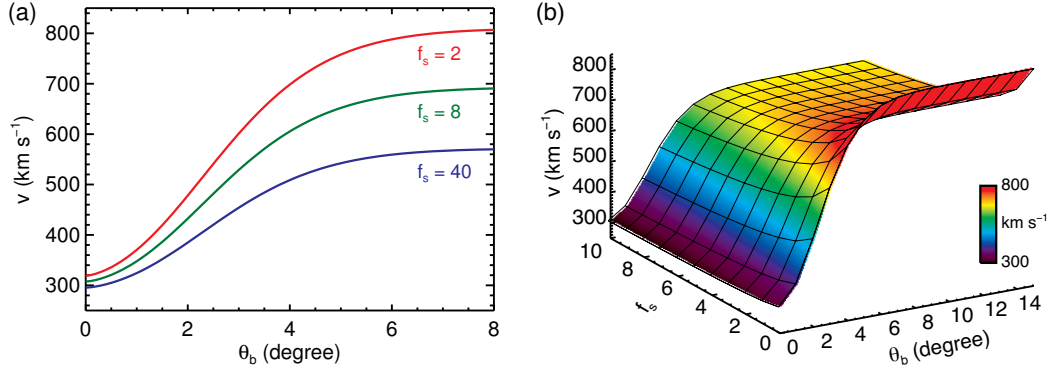 (a)
800
700
600
500
400
300
v (km s⁻¹)
f_s = 2
f_s = 8
f_s = 40
0 2 4 6 8
θ_b (degree)
(b)
800
700
600
500
400
300
v (km s⁻¹)
10 8 6 4 2 0
f_s
0 2 4 6 8 10 12 14
θ_b (degree)
800
km s⁻¹
300